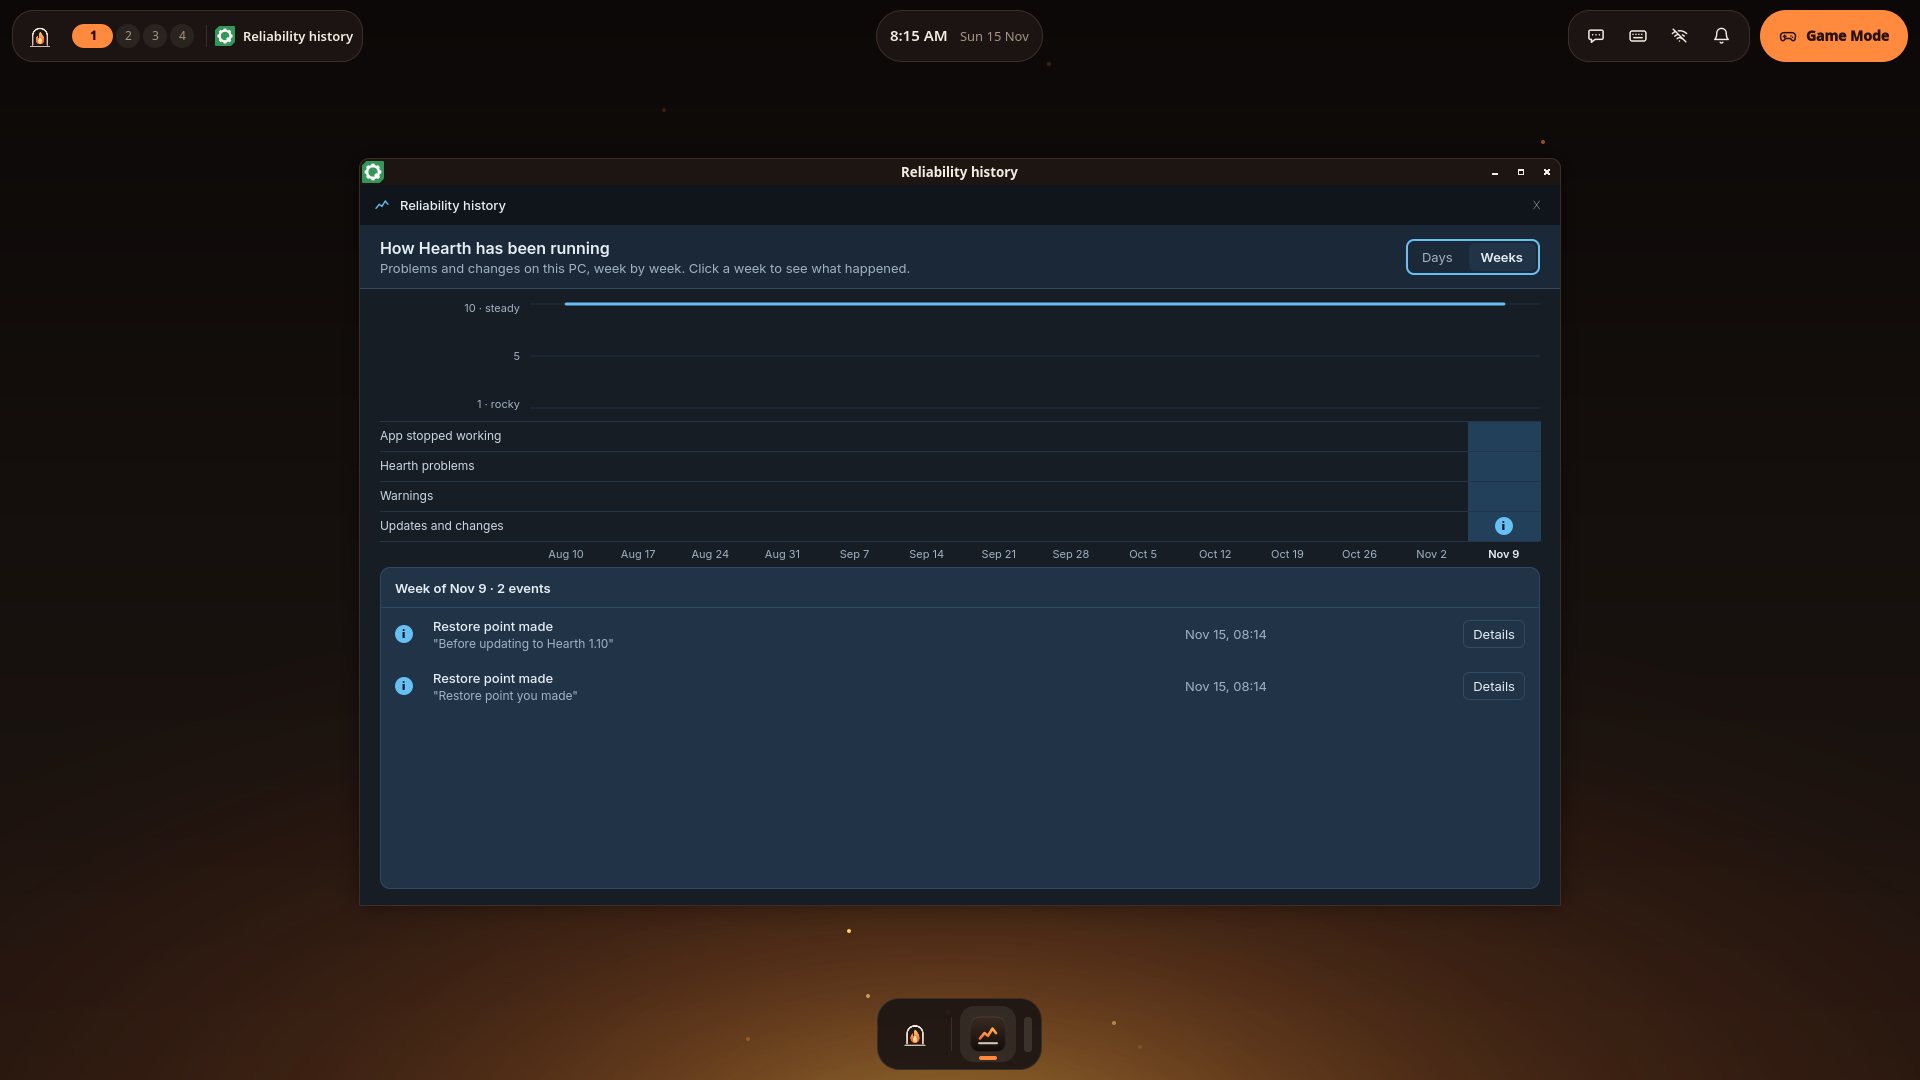 1 2 3 4 Reliability history
8:15 AM Sun 15 Nov
Game Mode
Reliability history
Reliability history X
How Hearth has been running
Problems and changes on this PC, week by week. Click a week to see what happened.
Days Weeks
10 · steady
5
1 · rocky
App stopped working
Hearth problems
Warnings
Updates and changes
Aug 10 Aug 17 Aug 24 Aug 31 Sep 7 Sep 14 Sep 21 Sep 28 Oct 5 Oct 12 Oct 19 Oct 26 Nov 2 Nov 9
Week of Nov 9 · 2 events
Restore point made
"Before updating to Hearth 1.10"
Nov 15, 08:14
Details
Restore point made
"Restore point you made"
Nov 15, 08:14
Details